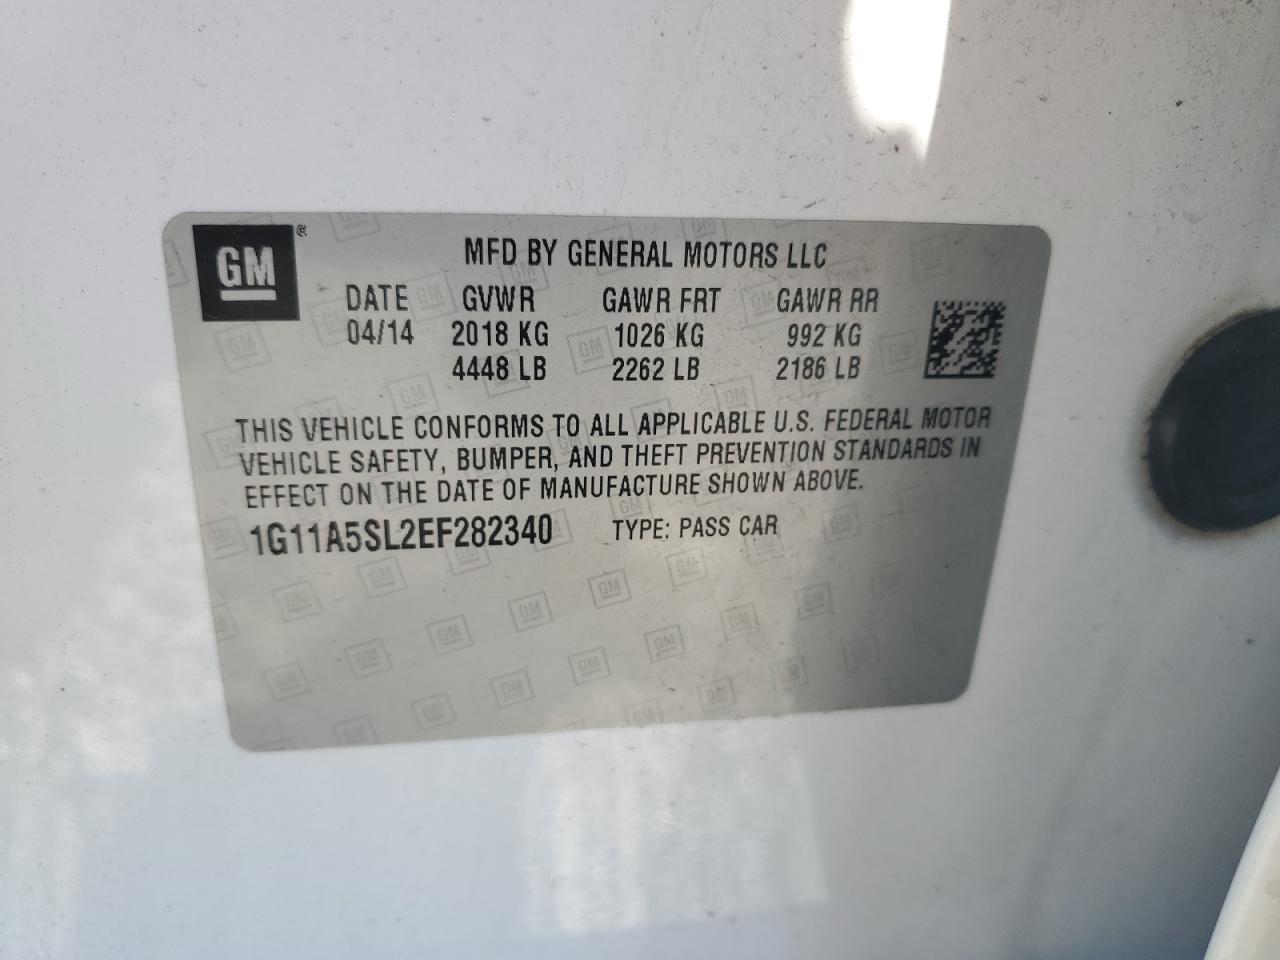 GM®
MFD BY GENERAL MOTORS LLC
DATE GVWR GAWR FRT GAWR RR
04/14 2018 KG 1026 KG 992 KG
4448 LB 2262 LB 2186 LB
THIS VEHICLE CONFORMS TO ALL APPLICABLE U.S. FEDERAL MOTOR
VEHICLE SAFETY, BUMPER, AND THEFT PREVENTION STANDARDS IN
EFFECT ON THE DATE OF MANUFACTURE SHOWN ABOVE.
1G11A5SL2EF282340 TYPE: PASS CAR